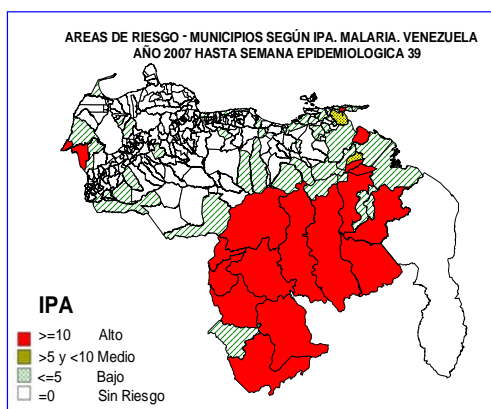 AREAS DE RIESGO - MUNICIPIOS SEGÚN IPA. MALARIA. VENEZUELA
AÑO 2007 HASTA SEMANA EPIDEMIOLOGICA 39
IPA
>=10 Alto
>5 y <10 Medio
<=5 Bajo
=0 Sin Riesgo